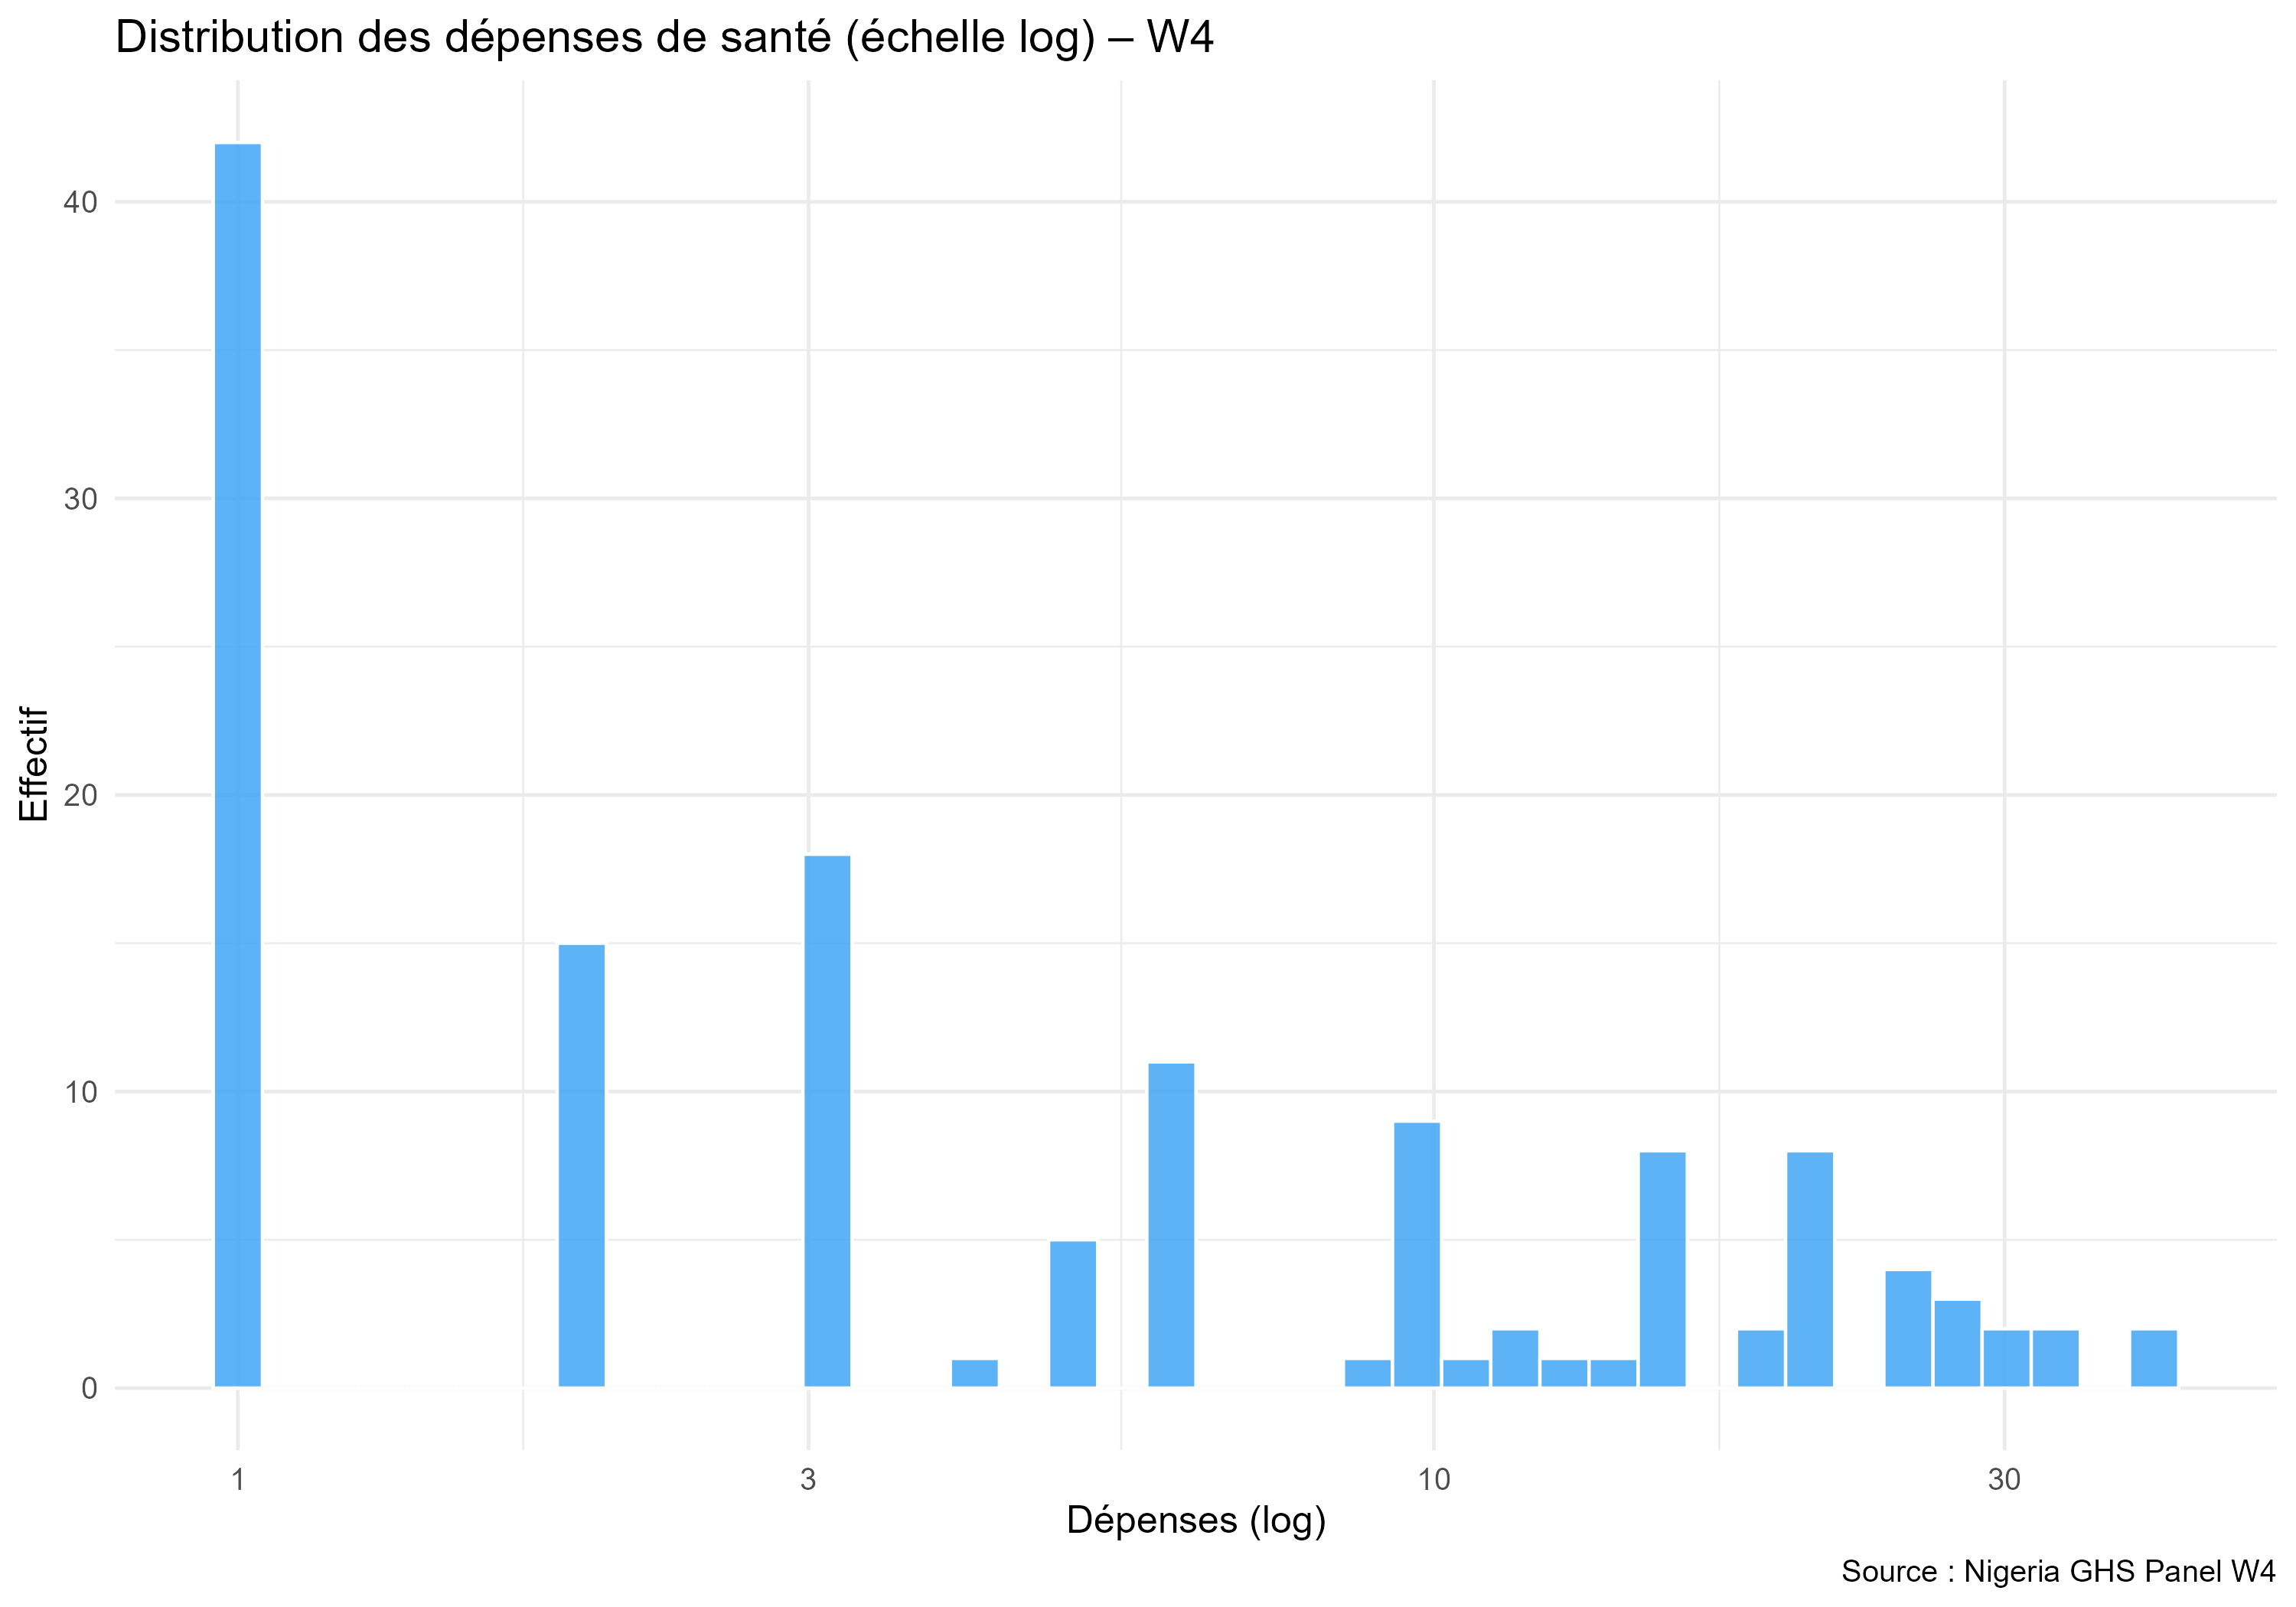 Distribution des dépenses de santé (échelle log) – W4
Effectif
40
30
20
10
0
1 3 10 30
Dépenses (log)
Source : Nigeria GHS Panel W4